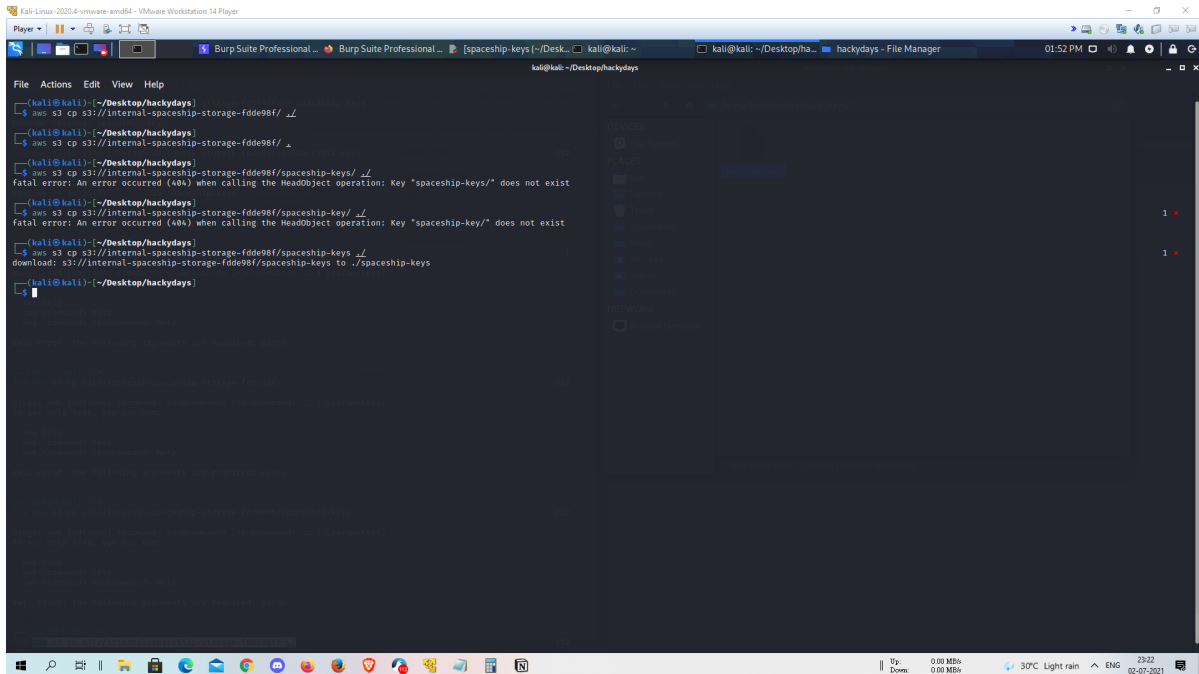 Kali-Linux-2020.4-vmware-amd64 - VMware Workstation 14 Player
Player
Burp Suite Professional ... Burp Suite Professional ... [spaceship-keys (~/Desk... kali@kali: ~ kali@kali: ~/Desktop/ha... hackydays - File Manager 01:52 PM
kali@kali: ~/Desktop/hackydays
File Actions Edit View Help
┌──(kali㉿kali)-[~/Desktop/hackydays]
└─$ aws s3 cp s3://internal-spaceship-storage-fdde98f/ ./
┌──(kali㉿kali)-[~/Desktop/hackydays]
└─$ aws s3 cp s3://internal-spaceship-storage-fdde98f/ .
┌──(kali㉿kali)-[~/Desktop/hackydays]
└─$ aws s3 cp s3://internal-spaceship-storage-fdde98f/spaceship-keys/ ./
fatal error: An error occurred (404) when calling the HeadObject operation: Key "spaceship-keys/" does not exist
┌──(kali㉿kali)-[~/Desktop/hackydays]
└─$ aws s3 cp s3://internal-spaceship-storage-fdde98f/spaceship-key/ ./
1 ⨯
fatal error: An error occurred (404) when calling the HeadObject operation: Key "spaceship-key/" does not exist
┌──(kali㉿kali)-[~/Desktop/hackydays]
└─$ aws s3 cp s3://internal-spaceship-storage-fdde98f/spaceship-keys ./
1 ⨯
download: s3://internal-spaceship-storage-fdde98f/spaceship-keys to ./spaceship-keys
┌──(kali㉿kali)-[~/Desktop/hackydays]
└─$
DEVICES
PLACES
NETWORK
Up: 0.00 MB/s
Down: 0.00 MB/s
30°C Light rain ENG
23:22
02-07-2021